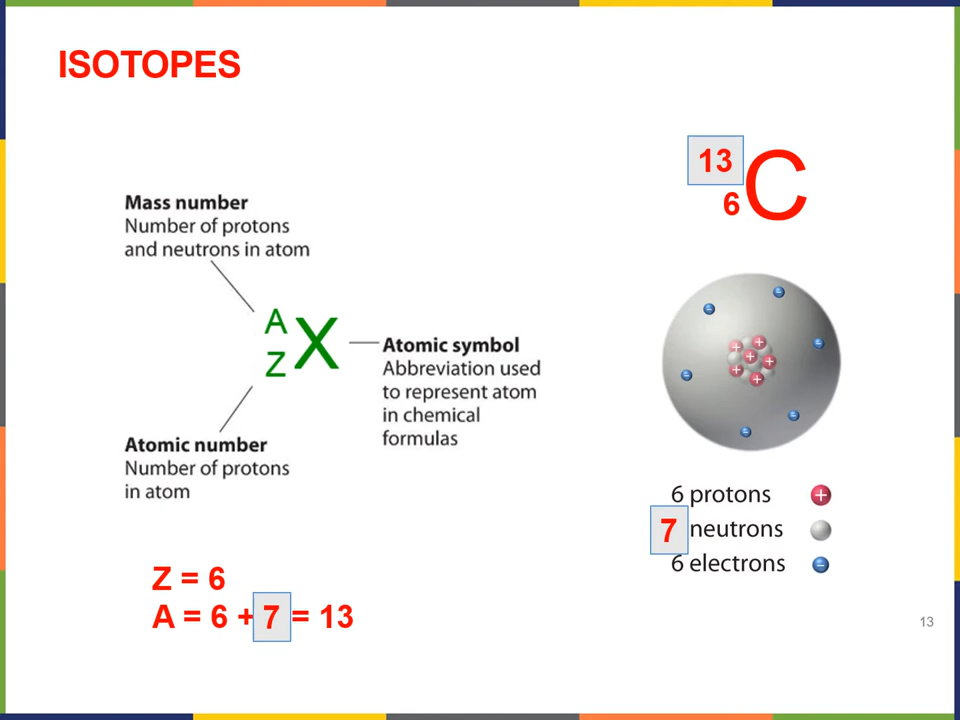 ISOTOPES
13
6
C
Mass number
Number of protons
and neutrons in atom
A
Z
X
Atomic symbol
Abbreviation used
to represent atom
in chemical
formulas
Atomic number
Number of protons
in atom
6 protons +
7 neutrons
6 electrons −
Z = 6
A = 6 + 7 = 13
13